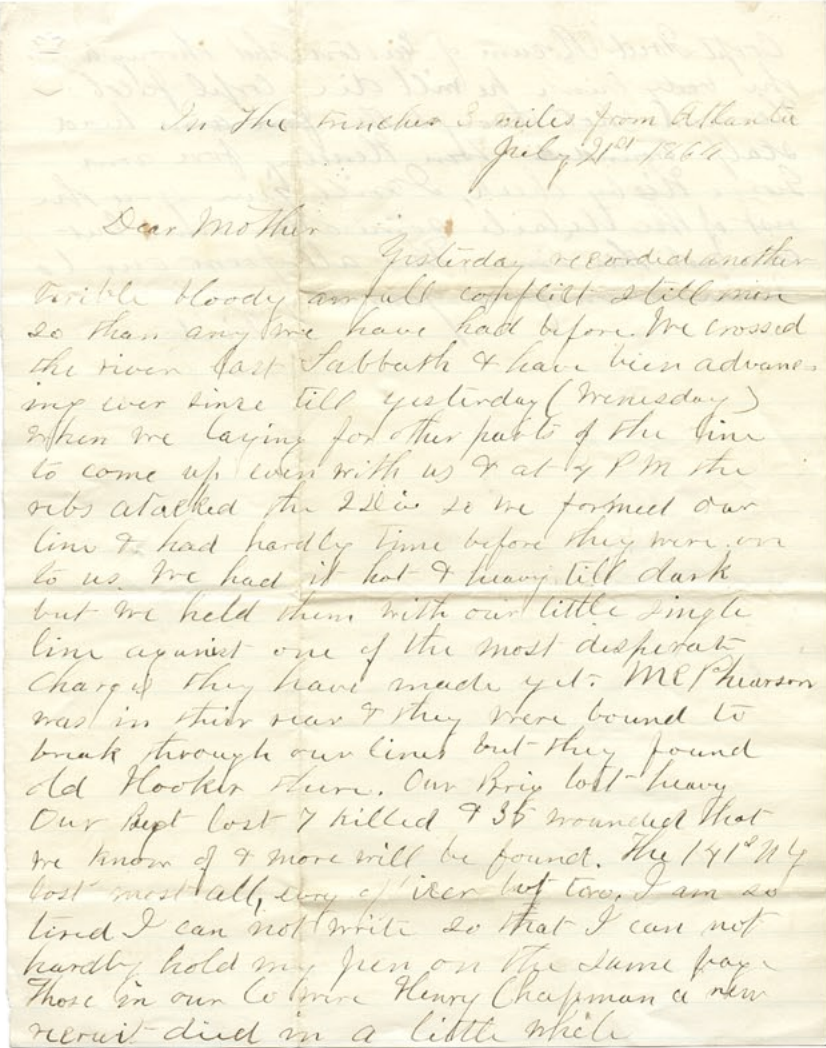 In the trenches 3 miles from Atlanta
July 21st 1864
Dear Mother
Yesterday recorded another
terible bloody awfull conflict still more
so than any we have had before. We crossed
the river last Sabbath & have bien advanc-
ing ever since till yesterday (Wenesday)
when we laying for other parts of the line
to come up even with us & at 4 PM the
rebs atacked the 2 Div so we formed our
line & had hardly time before they were on
to us. We had it hot & heavy till dark
but we held them with our little single
line against one of the most desperate
charges they have made yet. McPhearson
was in thier rear & they were bound to
break through our lines but they found
old Hooker there. Our Brig lost heavy
Our Regt lost 7 killed & 35 wounded that
we know of & more will be found. The 141st NY
lost most all, evry officer but two. I am so
tired I can not write so that I can not
hardly hold my pen on the same page
Those in our Co were Henry Chapman a new
recruit died in a little while